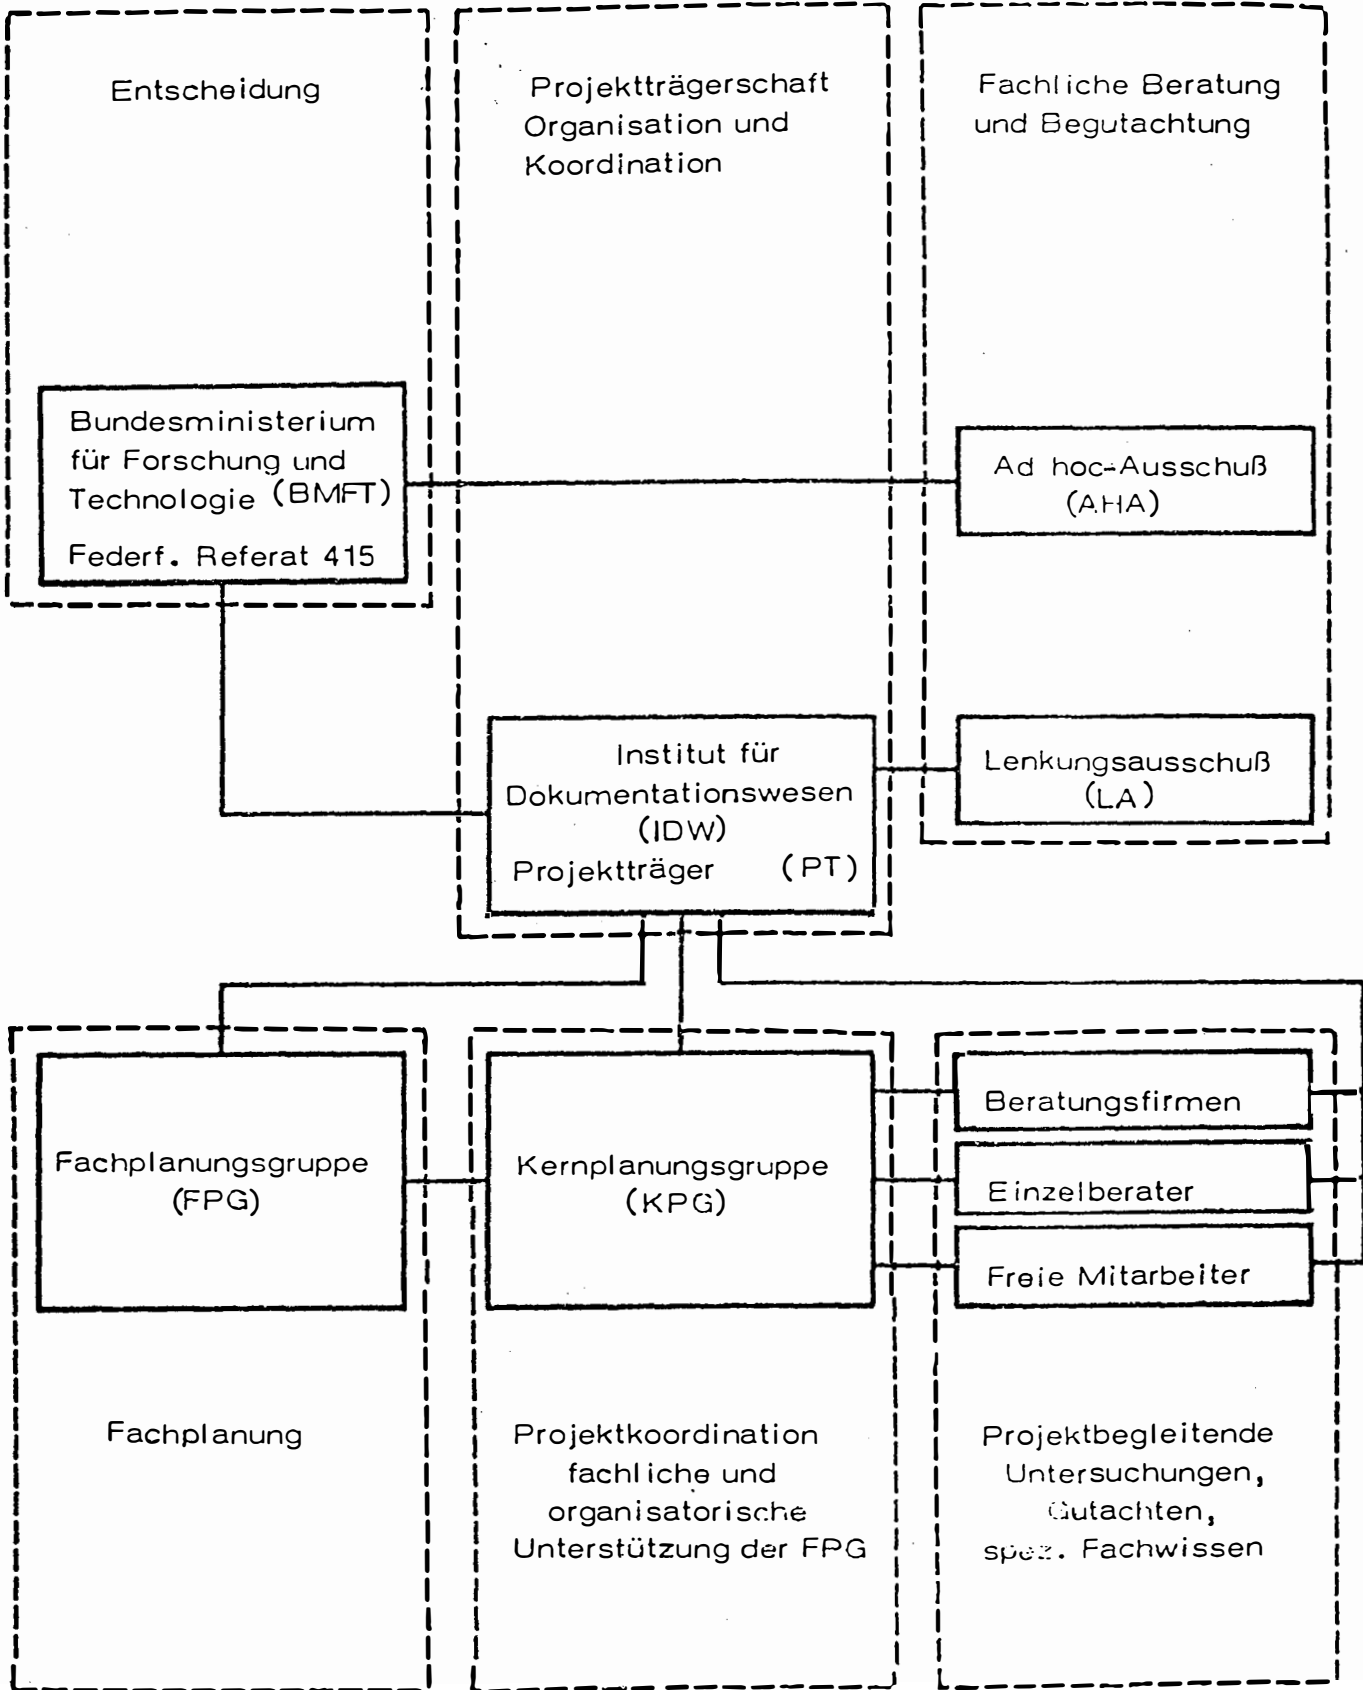 Entscheidung
Projektträgerschaft
Organisation und
Koordination
Fachliche Beratung
und Begutachtung
Bundesministerium
für Forschung und
Technologie (BMFT)
Federf. Referat 415
Ad hoc-Ausschuß
(AHA)
Institut für
Dokumentationswesen
(IDW)
Projektträger (PT)
Lenkungsausschuß
(LA)
Fachplanungsgruppe
(FPG)
Kernplanungsgruppe
(KPG)
Beratungsfirmen
Einzelberater
Freie Mitarbeiter
Fachplanung
Projektkoordination
fachliche und
organisatorische
Unterstützung der FPG
Projektbegleitende
Untersuchungen,
Gutachten,
spez. Fachwissen